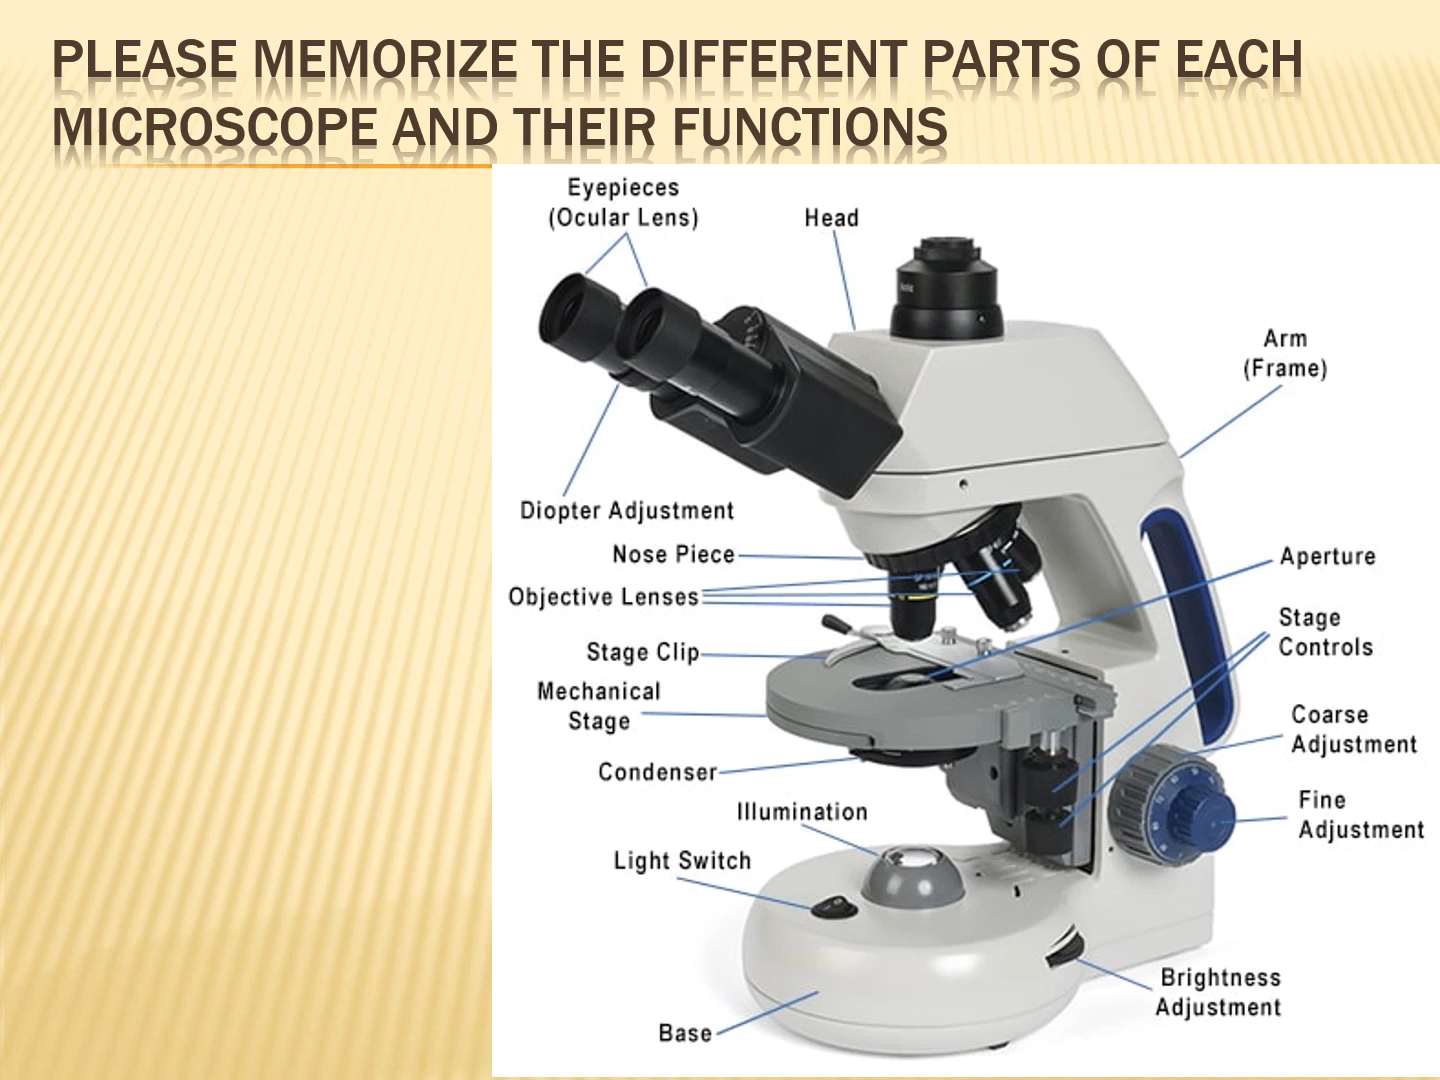 PLEASE MEMORIZE THE DIFFERENT PARTS OF EACH
MICROSCOPE AND THEIR FUNCTIONS
Eyepieces
(Ocular Lens)
Head
Arm
(Frame)
Diopter Adjustment
Nose Piece
Aperture
Objective Lenses
Stage
Controls
Stage Clip
Mechanical
Stage
Coarse
Adjustment
Condenser
Illumination
Fine
Adjustment
Light Switch
Brightness
Adjustment
Base